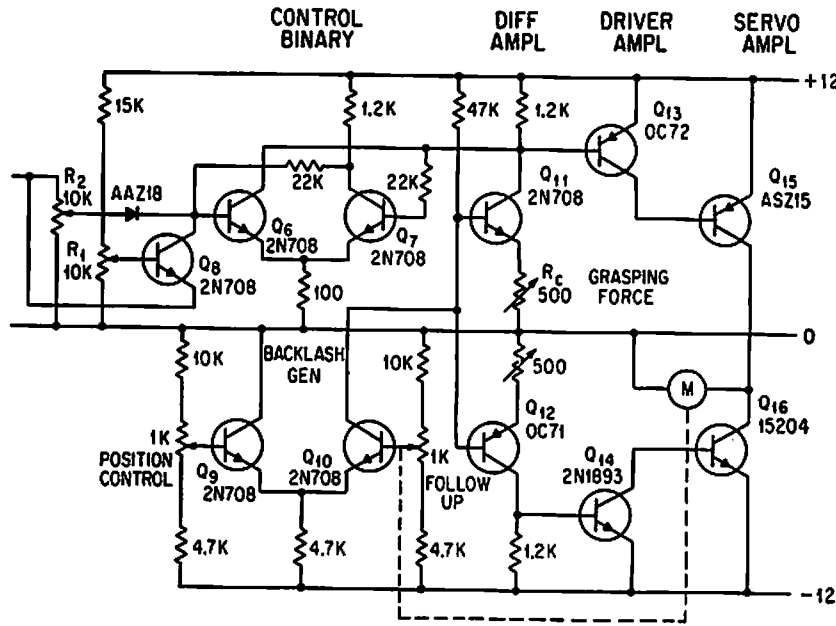 CONTROL
BINARY
DIFF
AMPL
DRIVER
AMPL
SERVO
AMPL
+12
15K
1.2K
47K
1.2K
Q13
OC72
R2
10K
AAZ18
22K
22K
Q11
2N708
Q15
ASZ15
Q6
2N708
Q7
2N708
R1
10K
Q8
2N708
100
RC
500
GRASPING
FORCE
0
10K
BACKLASH
GEN
10K
500
M
1K
POSITION
CONTROL
Q9
2N708
Q10
2N708
1K
FOLLOW
UP
Q12
OC71
Q14
2N1893
Q16
15204
4.7K
4.7K
4.7K
1.2K
-12